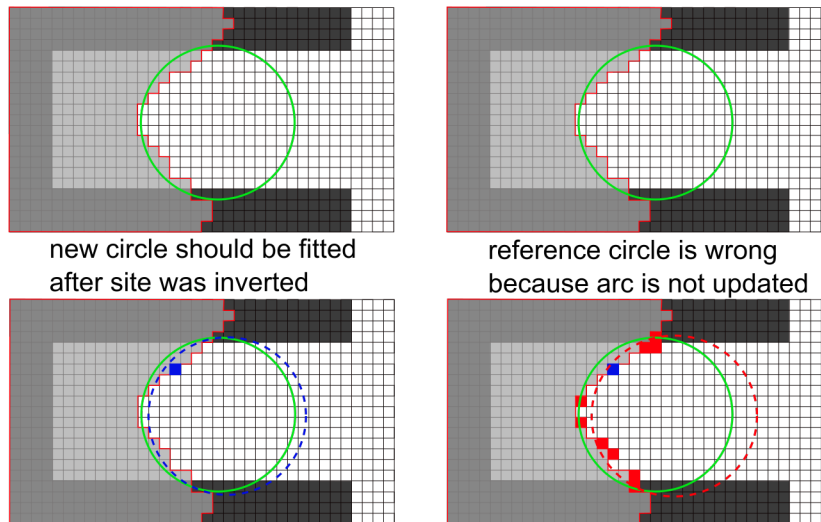 new circle should be fitted
after site was inverted
reference circle is wrong
because arc is not updated